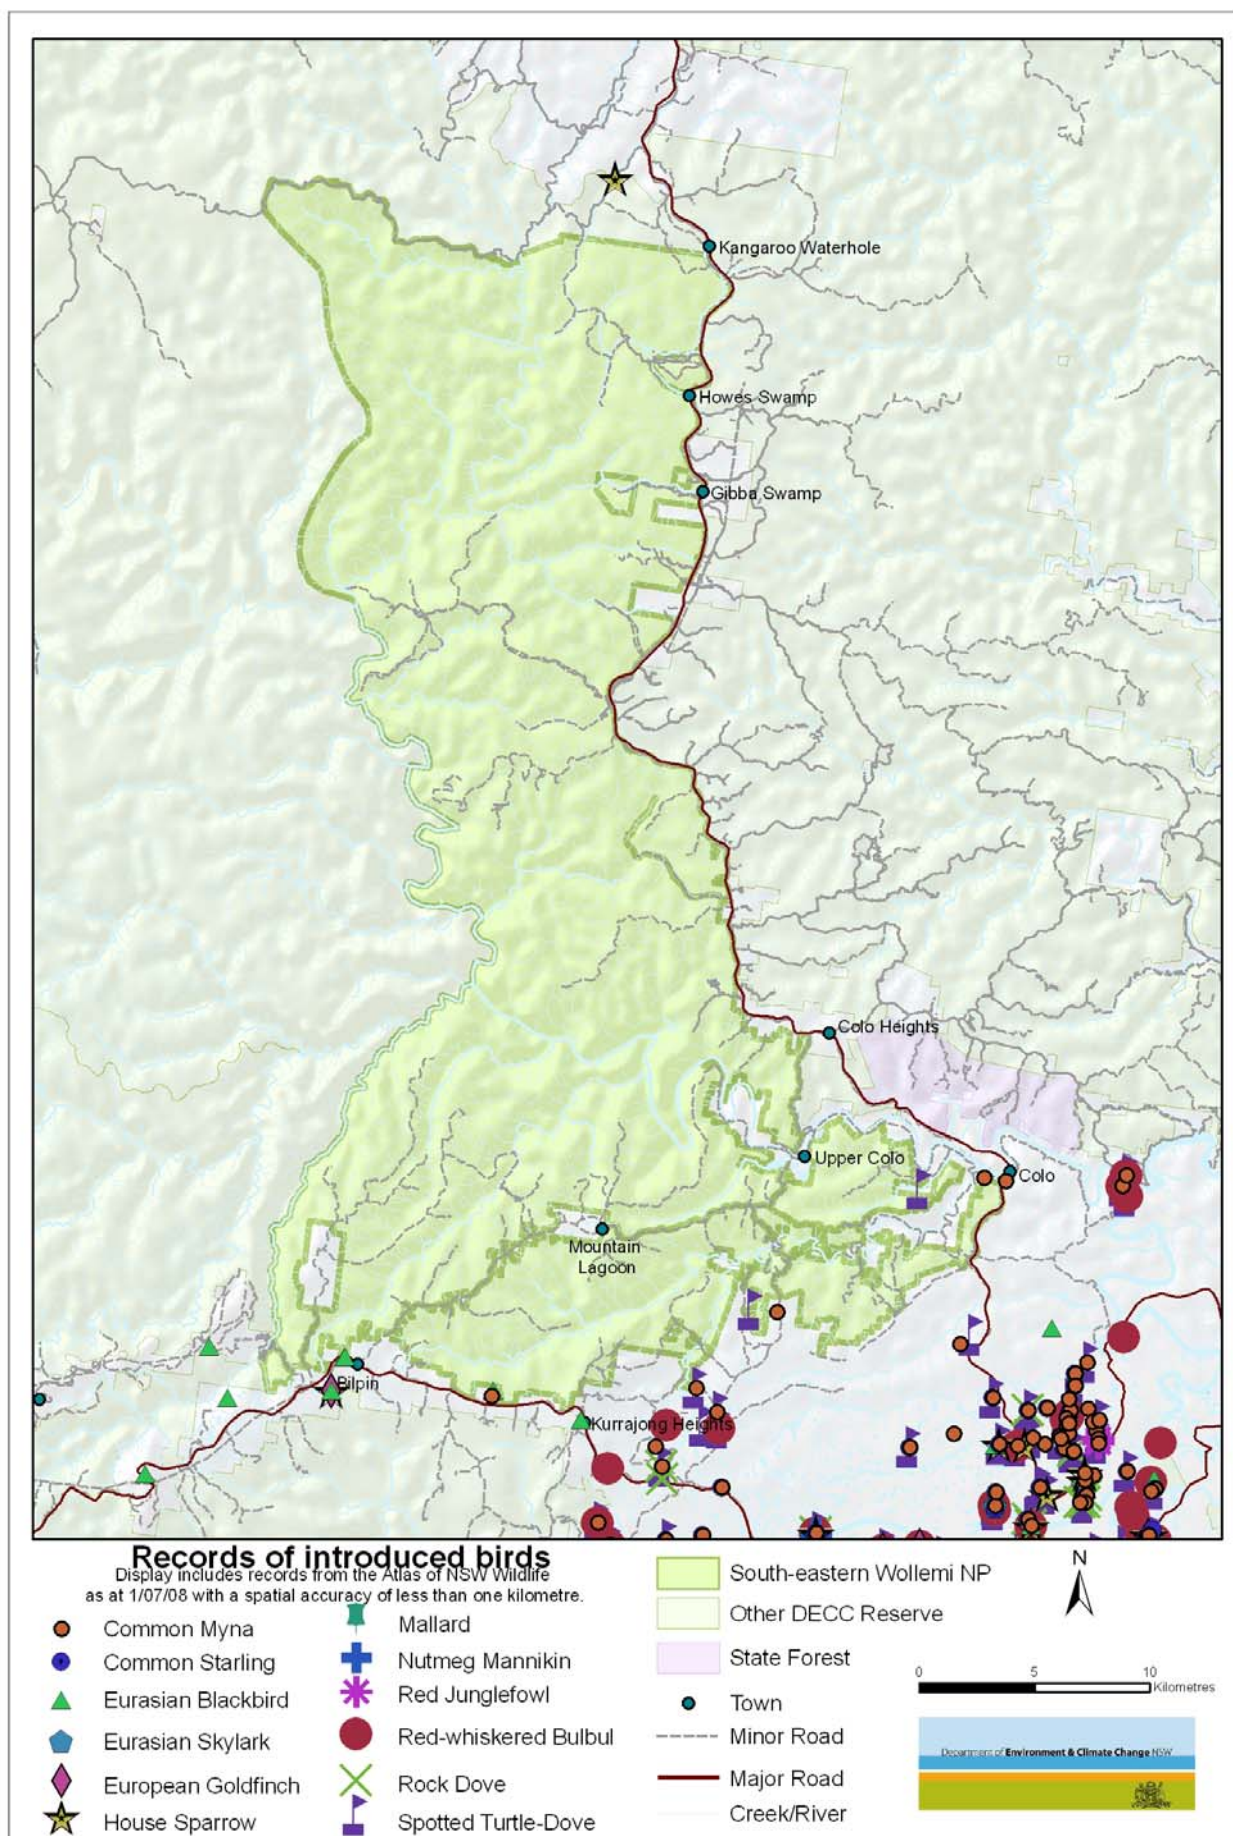 Kangaroo Waterhole
Howes Swamp
Gibba Swamp
Colo Heights
Upper Colo
Colo
Mountain
Lagoon
Bilpin
Kurrajong Heights
Records of introduced birds
Display includes records from the Atlas of NSW Wildlife
as at 1/07/08 with a spatial accuracy of less than one kilometre.
Common Myna
Common Starling
Eurasian Blackbird
Eurasian Skylark
European Goldfinch
House Sparrow
Mallard
Nutmeg Mannikin
Red Junglefowl
Red-whiskered Bulbul
Rock Dove
Spotted Turtle-Dove
South-eastern Wollemi NP
Other DECC Reserve
State Forest
Town
Minor Road
Major Road
Creek/River
N
0 5 10
Kilometres
Department of Environment & Climate Change NSW